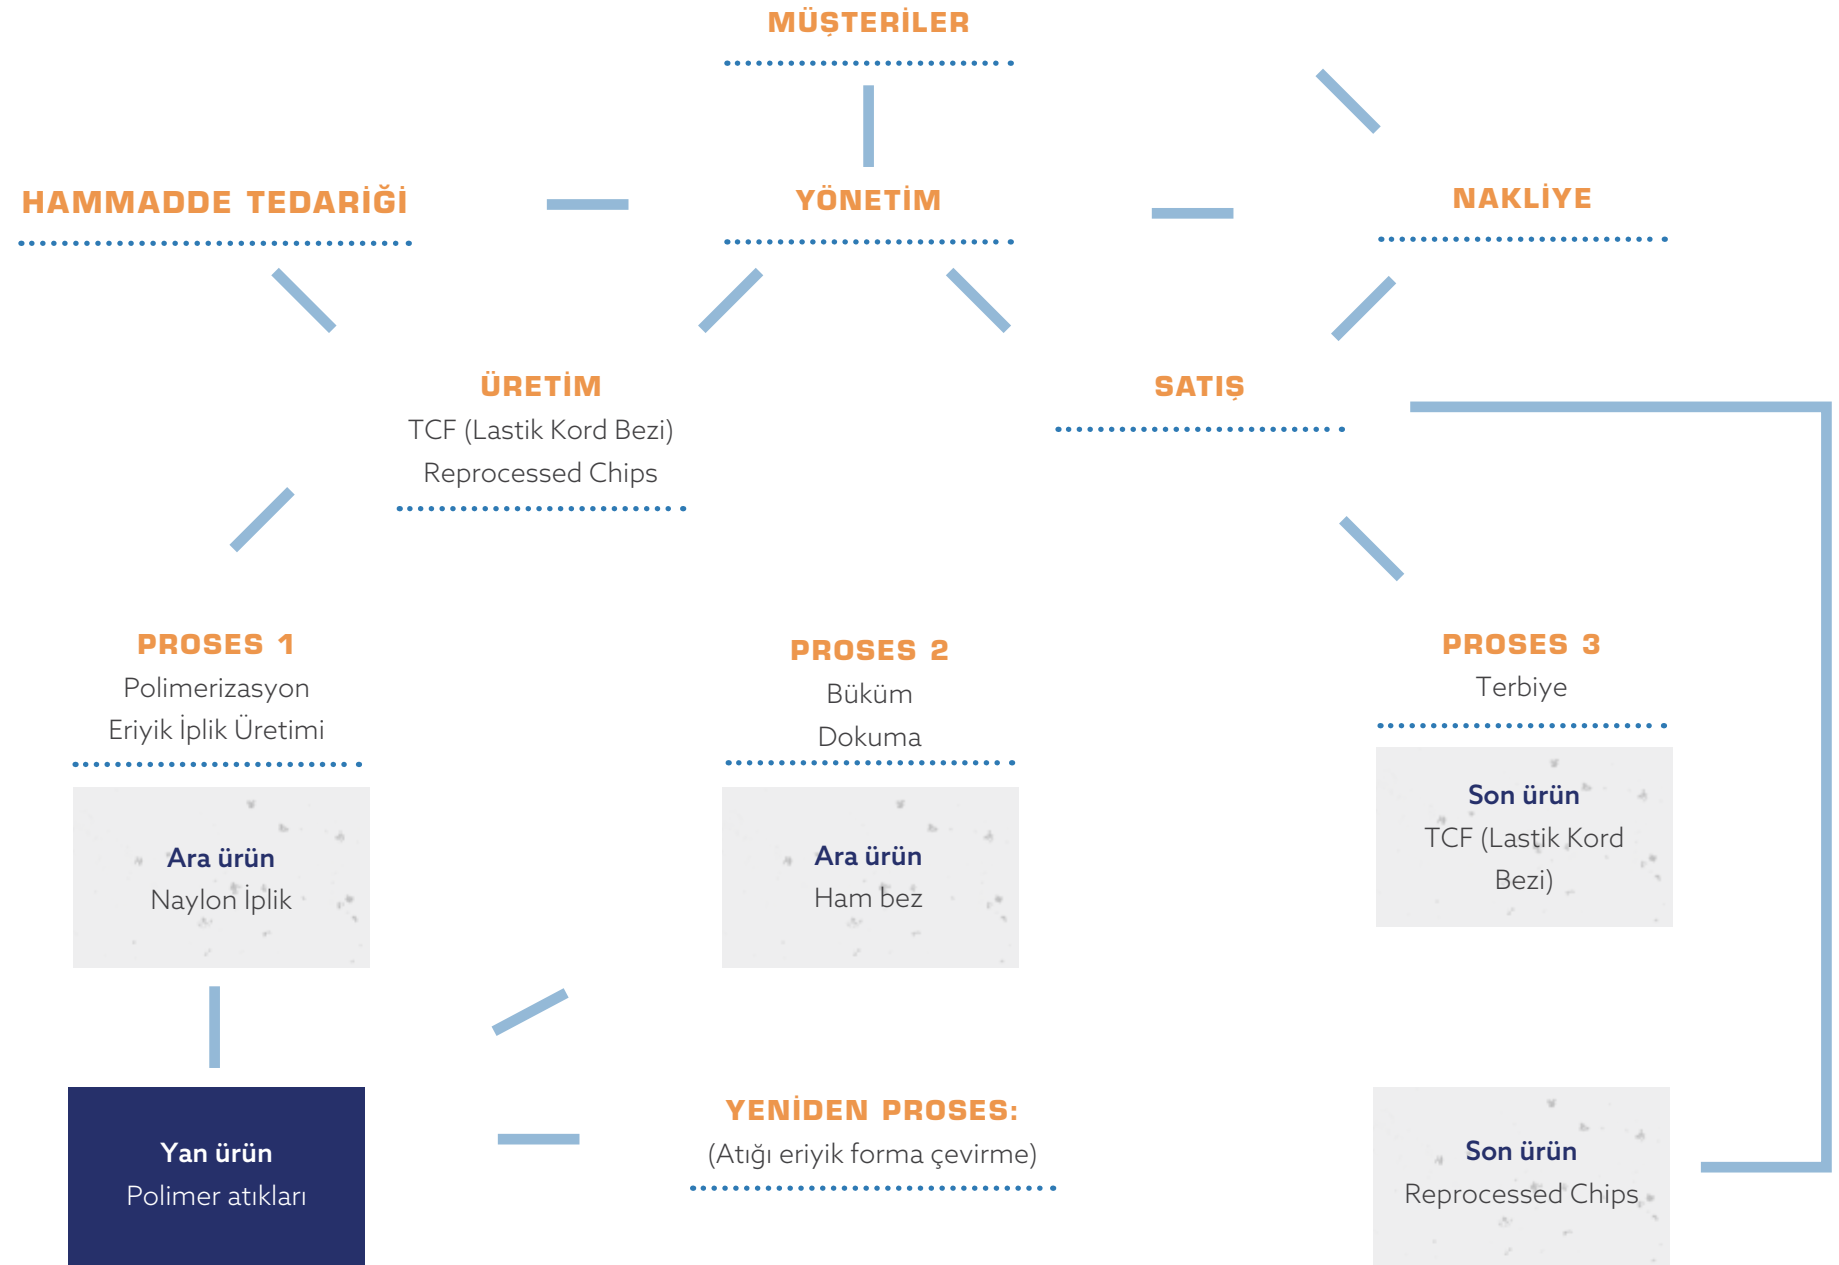 MÜŞTERİLER
HAMMADDE TEDARİĞİ
YÖNETİM
NAKLİYE
ÜRETİM
TCF (Lastik Kord Bezi)
Reprocessed Chips
SATIŞ
PROSES 1
Polimerizasyon
Eriyik İplik Üretimi
PROSES 2
Büküm
Dokuma
PROSES 3
Terbiye
Ara ürün
Naylon İplik
Ara ürün
Ham bez
Son ürün
TCF (Lastik Kord
Bezi)
Yan ürün
Polimer atıkları
YENİDEN PROSES:
(Atığı eriyik forma çevirme)
Son ürün
Reprocessed Chips